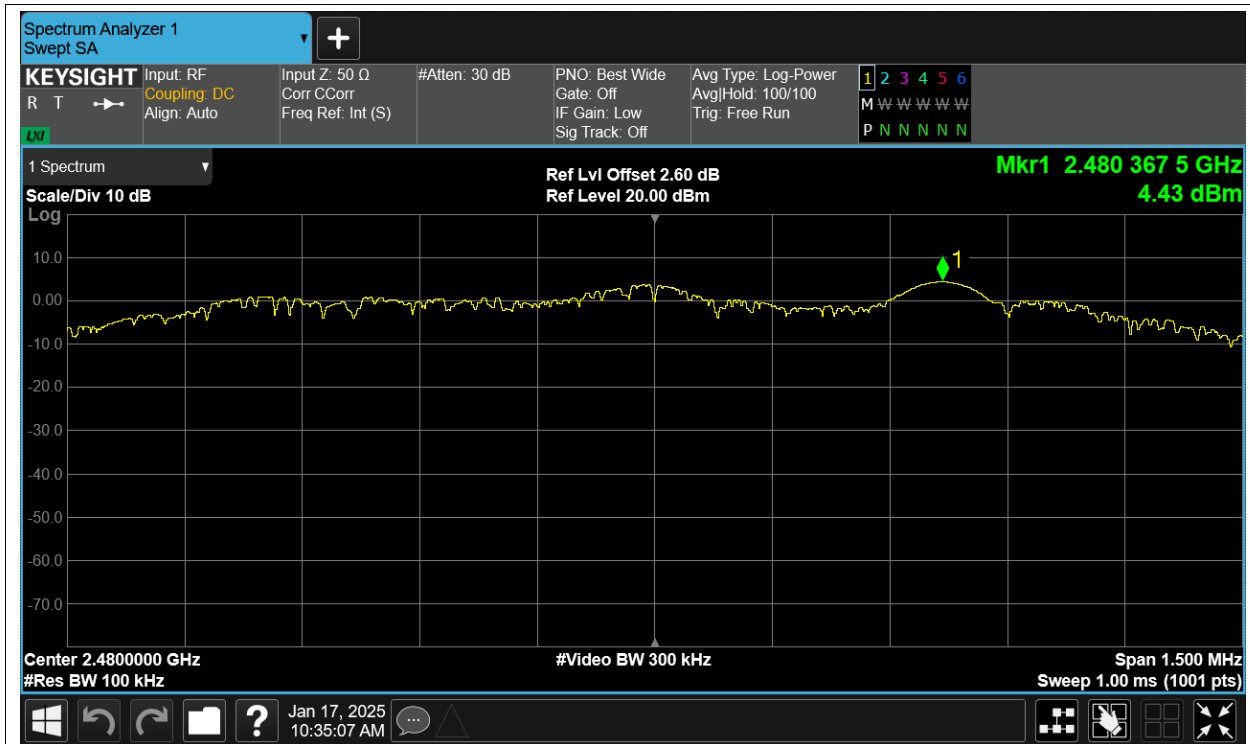 Spectrum Analyzer 1
Swept SA
+
KEYSIGHT
R T
LXI
Input: RF
Coupling: DC
Align: Auto
Input Z: 50 Ω
Corr CCorr
Freq Ref: Int (S)
#Atten: 30 dB
PNO: Best Wide
Gate: Off
IF Gain: Low
Sig Track: Off
Avg Type: Log-Power
Avg|Hold: 100/100
Trig: Free Run
1 2 3 4 5 6
M W W W W W
P N N N N N
1 Spectrum
Scale/Div 10 dB
Log
Ref Lvl Offset 2.60 dB
Ref Level 20.00 dBm
Mkr1 2.480 367 5 GHz
4.43 dBm
1
10.0
0.00
-10.0
-20.0
-30.0
-40.0
-50.0
-60.0
-70.0
Center 2.4800000 GHz
#Res BW 100 kHz
#Video BW 300 kHz
Span 1.500 MHz
Sweep 1.00 ms (1001 pts)
?
Jan 17, 2025
10:35:07 AM